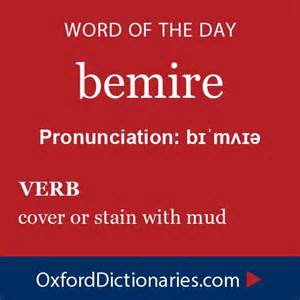 WORD OF THE DAY
bemire
Pronunciation: bɪˈmʌɪə
VERB
cover or stain with mud
OxfordDictionaries.com